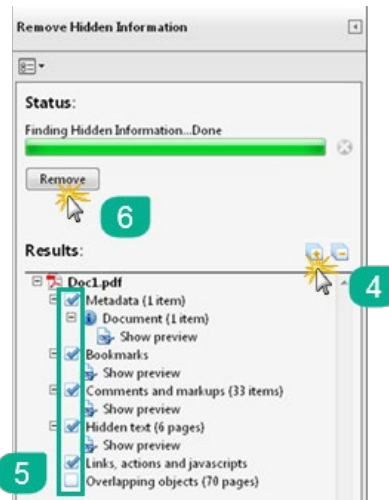 Remove Hidden Information
Status:
Finding Hidden Information...Done
Remove
6
Results:
4
Doc1.pdf
Metadata (1 item)
Document (1 item)
Show preview
Bookmarks
Show preview
Comments and markups (33 items)
Show preview
Hidden text (6 pages)
Show preview
5
Links, actions and javascripts
Overlapping objects (70 pages)